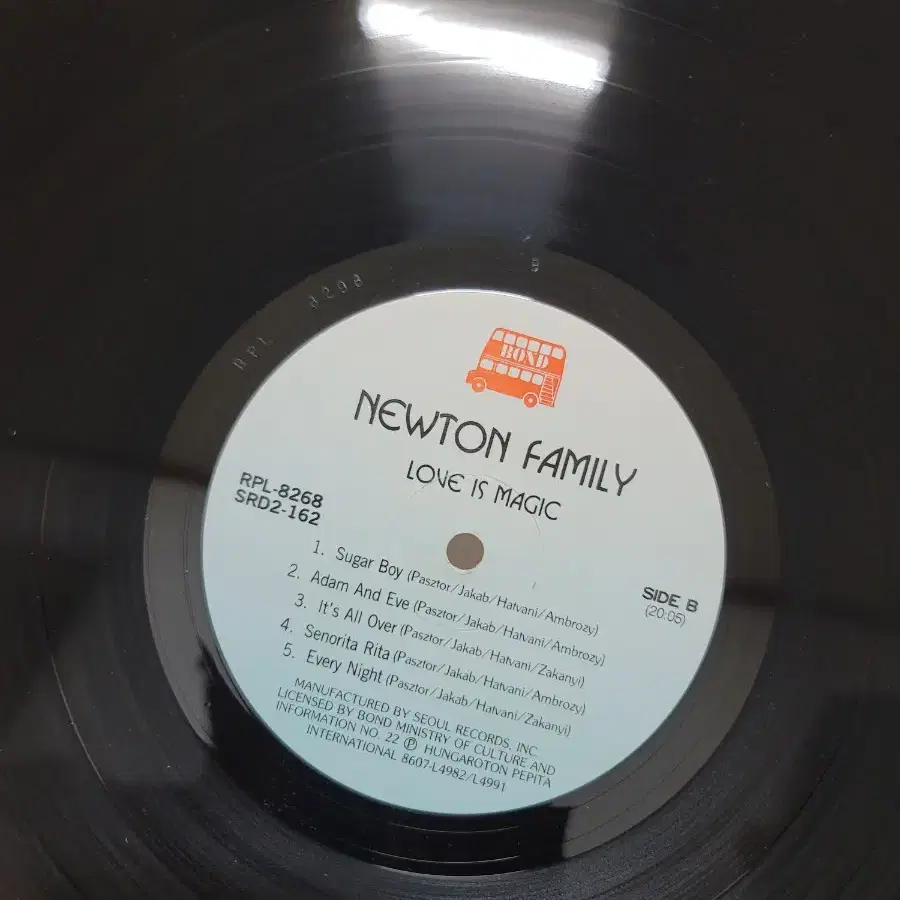 B
RPL 8298
BOND
NEWTON FAMILY
LOVE IS MAGIC
RPL-8268
SRD2-162
1. Sugar Boy (Pasztor/Jakab/Hatvani/Ambrozy)
2. Adam And Eve (Pasztor/Jakab/Hatvani/Ambrozy)
3. It's All Over (Pasztor/Jakab/Hatvani/Zakanyi)
4. Senorita Rita (Pasztor/Jakab/Hatvani/Ambrozy)
5. Every Night (Pasztor/Jakab/Hatvani/Zakanyi)
SIDE B
(20:05)
MANUFACTURED BY SEOUL RECORDS, INC
LICENSED BY BOND MINISTRY OF CULTURE AND
INFORMATION NO. 22 Ⓟ HUNGAROTON PEPITA
INTERNATIONAL 8607-L4982/L4991